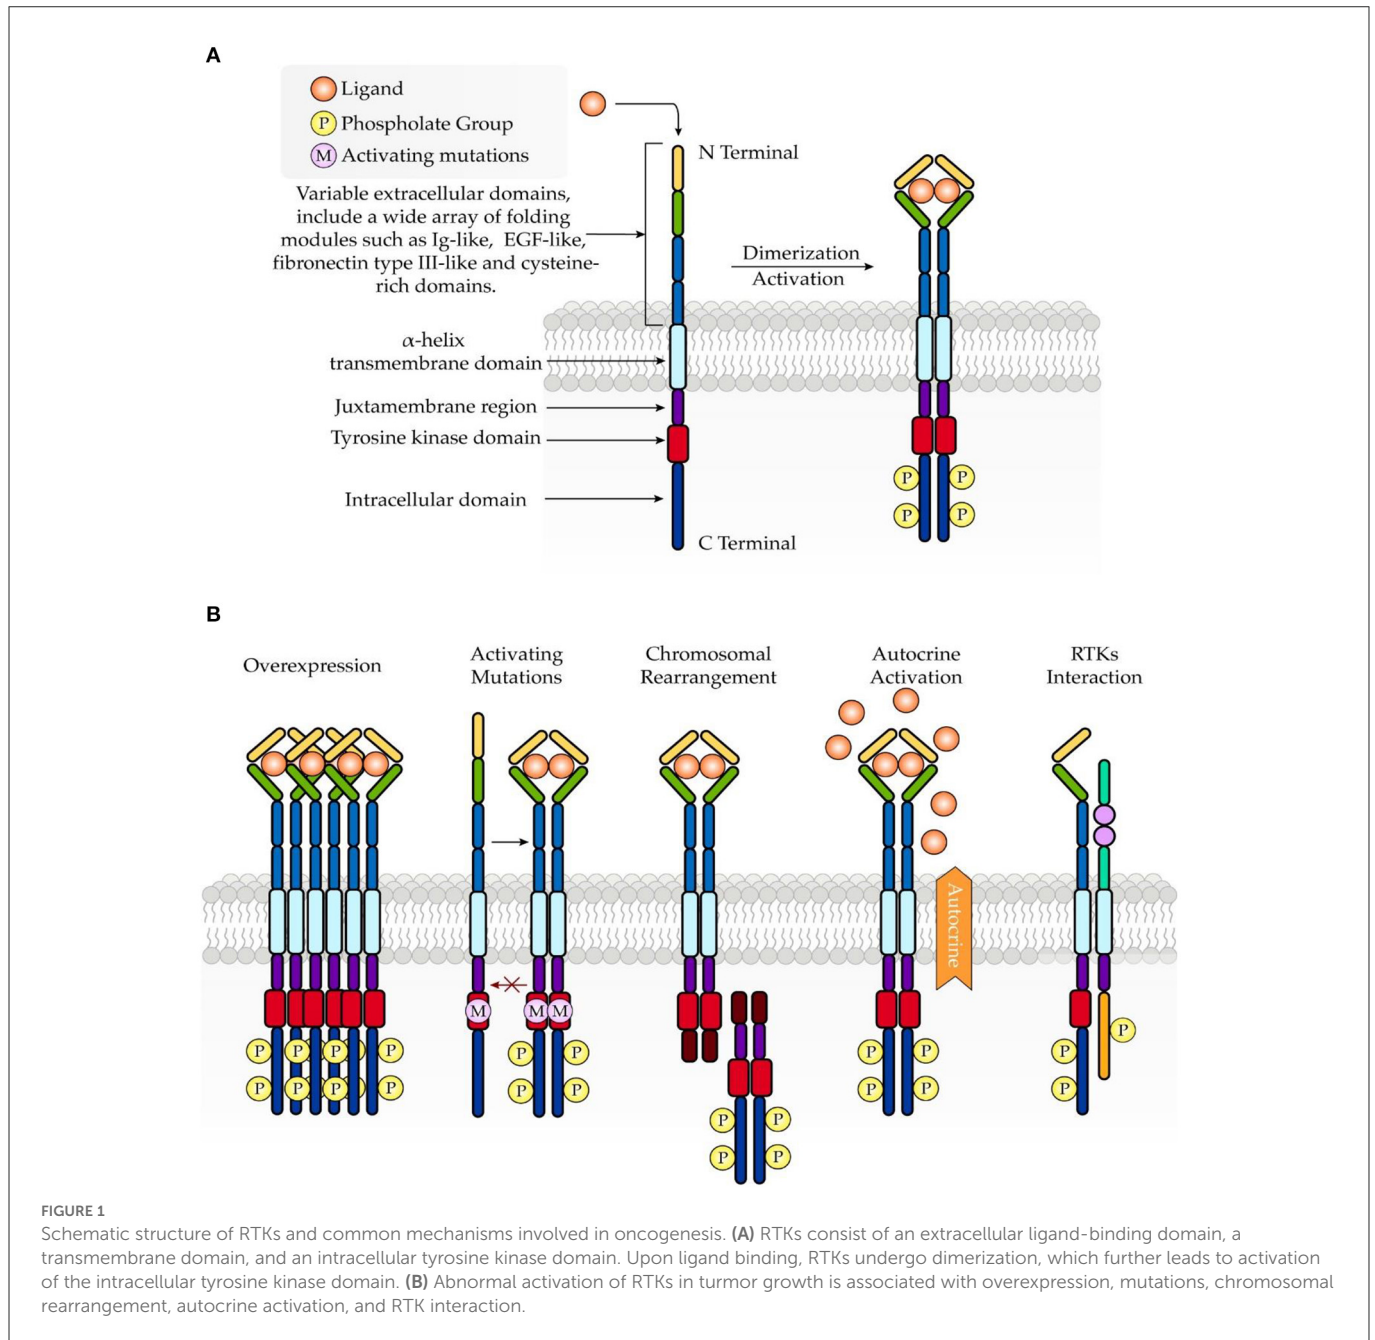 A
Ligand
P Phospholate Group
M Activating mutations
N Terminal
Variable extracellular domains,
include a wide array of folding
modules such as Ig-like, EGF-like,
fibronectin type III-like and cysteine-
rich domains.
Dimerization
Activation
α-helix
transmembrane domain
Juxtamembrane region
Tyrosine kinase domain
Intracellular domain
C Terminal
P P
P P
B
Overexpression
Activating
Mutations
Chromosomal
Rearrangement
Autocrine
Activation
RTKs
Interaction
Autocrine
M M M
P P P P P P P P P P
P P P P P P P P P
P P
P P
FIGURE 1
Schematic structure of RTKs and common mechanisms involved in oncogenesis. (A) RTKs consist of an extracellular ligand-binding domain, a
transmembrane domain, and an intracellular tyrosine kinase domain. Upon ligand binding, RTKs undergo dimerization, which further leads to activation
of the intracellular tyrosine kinase domain. (B) Abnormal activation of RTKs in turmor growth is associated with overexpression, mutations, chromosomal
rearrangement, autocrine activation, and RTK interaction.